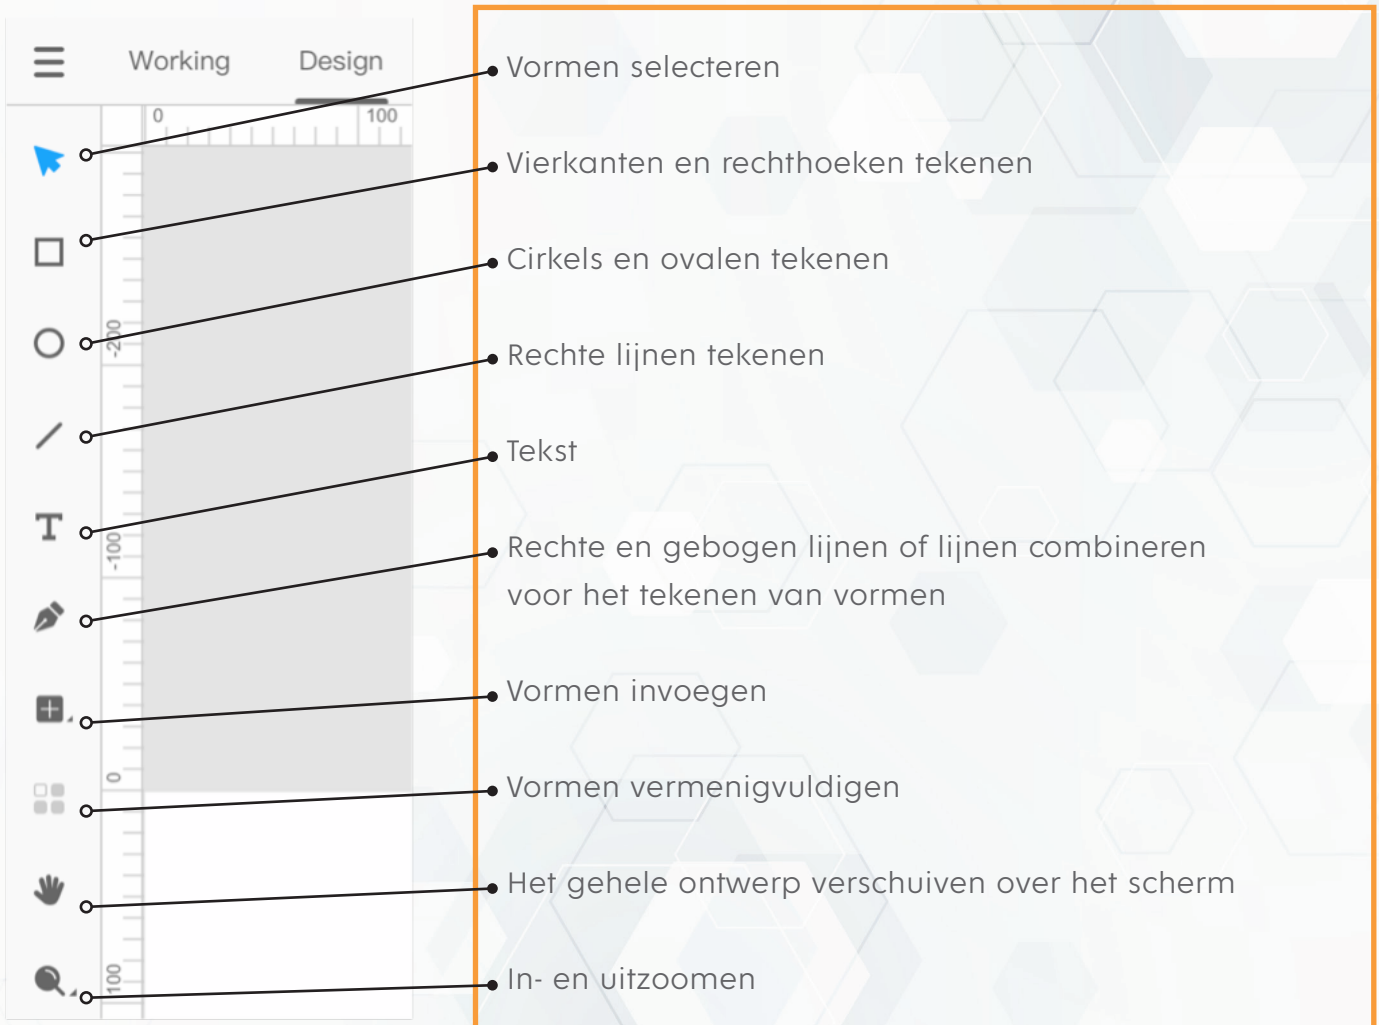 Working Design
0 100
Vormen selecteren
Vierkanten en rechthoeken tekenen
Cirkels en ovalen tekenen
-200
Rechte lijnen tekenen
Tekst
T
-100
Rechte en gebogen lijnen of lijnen combineren
voor het tekenen van vormen
Vormen invoegen
0
Vormen vermenigvuldigen
Het gehele ontwerp verschuiven over het scherm
100
In- en uitzoomen